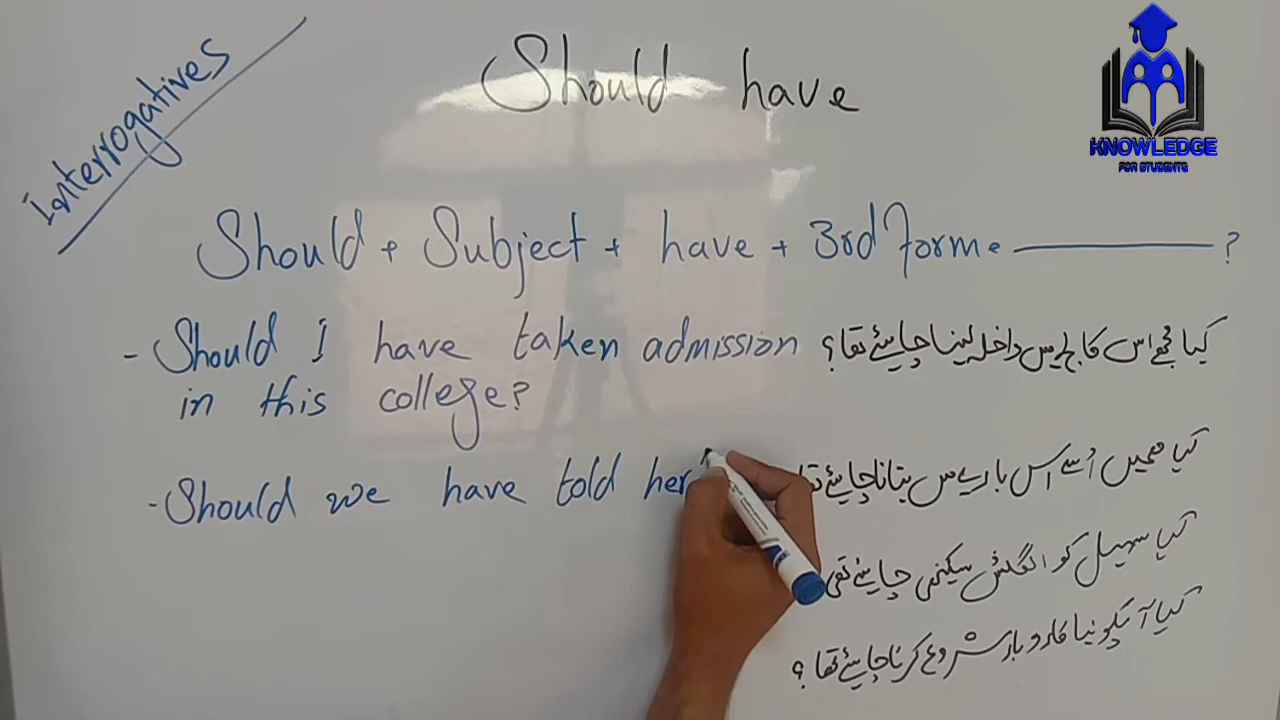 Interrogatives
Should have
KNOWLEDGE
FOR STUDENTS
Should + Subject + have + 3rd form + ?
- Should I have taken admission
in this college?
کیا مجھے اس کالج میں داخلہ لینا چاہیئے تھا؟
- Should we have told her
کیا ہمیں اُسے اس بارے میں بتانا چاہیئے
کیا سہیل کو انگلش سیکھنی چاہیئے تھی
کیا آپکو نیا کاروبار شروع کرنا چاہیئے تھا؟